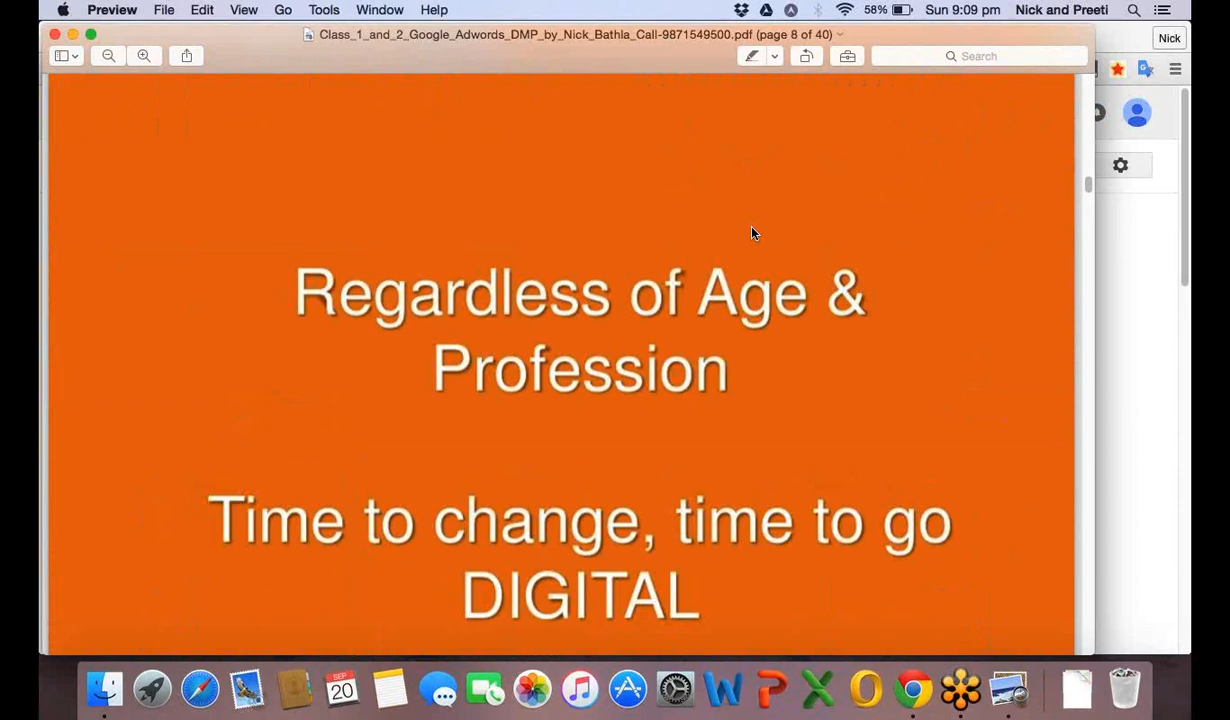 Preview File Edit View Go Tools Window Help 58% Sun 9:09 pm Nick and Preeti
Class_1_and_2_Google_Adwords_DMP_by_Nick_Bathla_Call-9871549500.pdf (page 8 of 40)
Nick
Search
Regardless of Age &
Profession
Time to change, time to go
DIGITAL
SEP
20